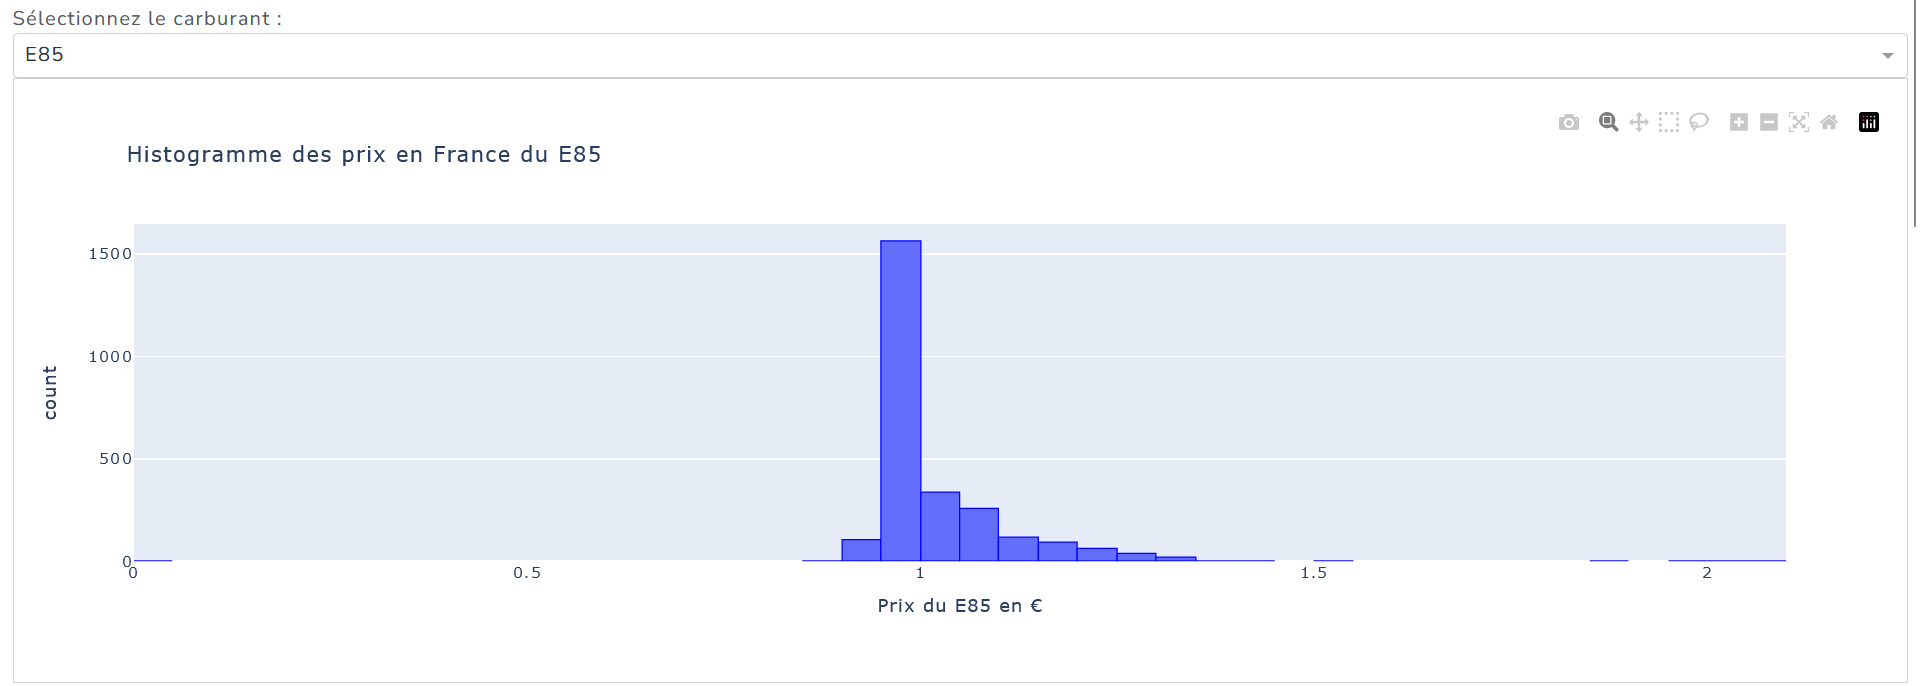 Sélectionnez le carburant :
E85
Histogramme des prix en France du E85
1500
1000
500
0
count
0 0.5 1 1.5 2
Prix du E85 en €